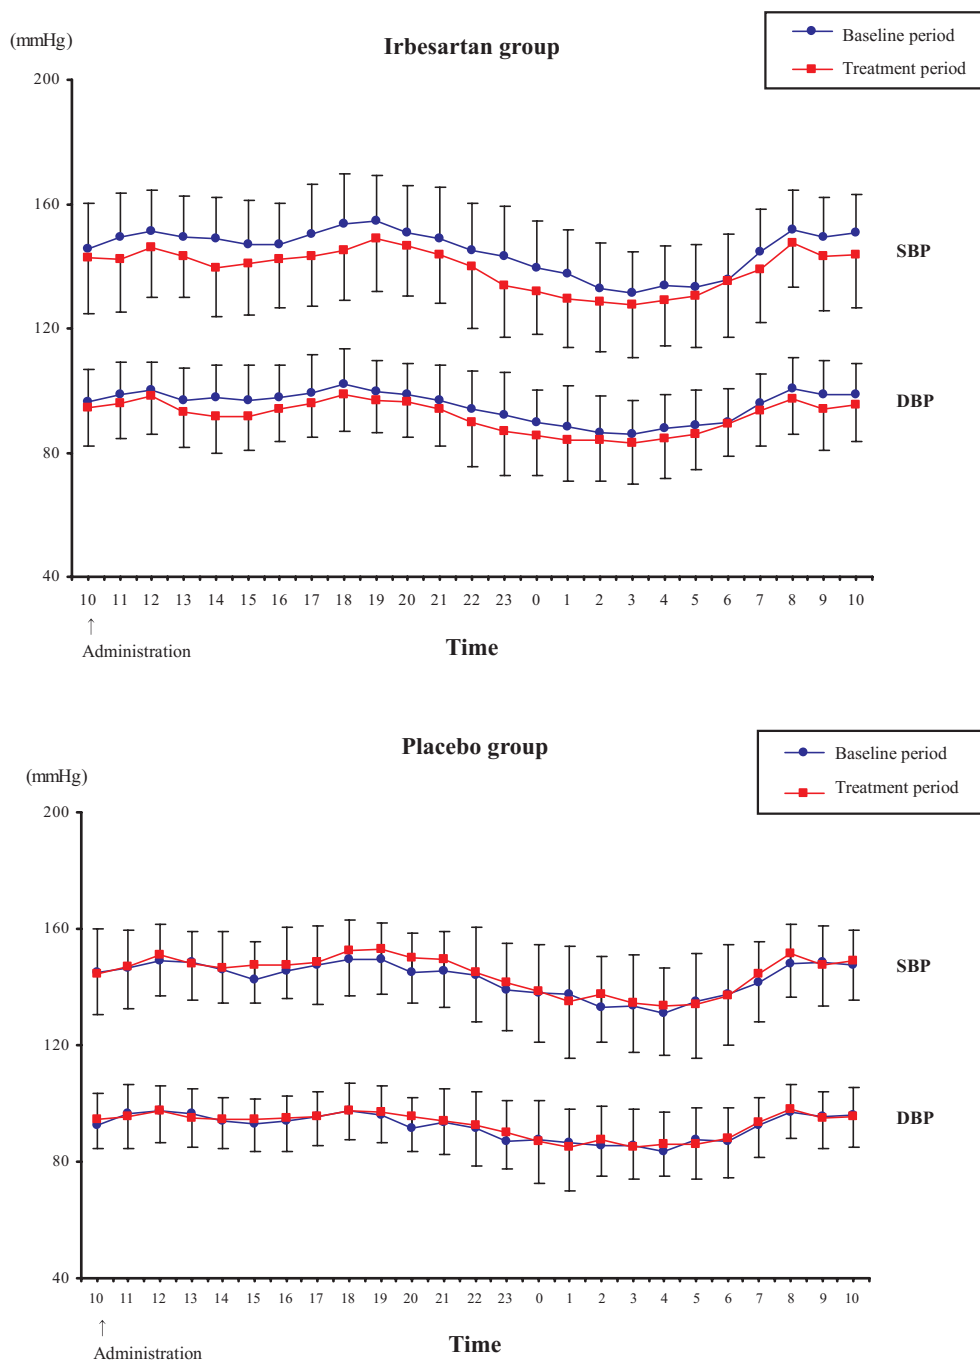 Irbesartan group
(mmHg)
Baseline period
Treatment period
200
160
120
80
40
SBP
DBP
10 11 12 13 14 15 16 17 18 19 20 21 22 23 0 1 2 3 4 5 6 7 8 9 10
↑
Administration
Time
Placebo group
(mmHg)
Baseline period
Treatment period
200
160
120
80
40
SBP
DBP
10 11 12 13 14 15 16 17 18 19 20 21 22 23 0 1 2 3 4 5 6 7 8 9 10
↑
Administration
Time